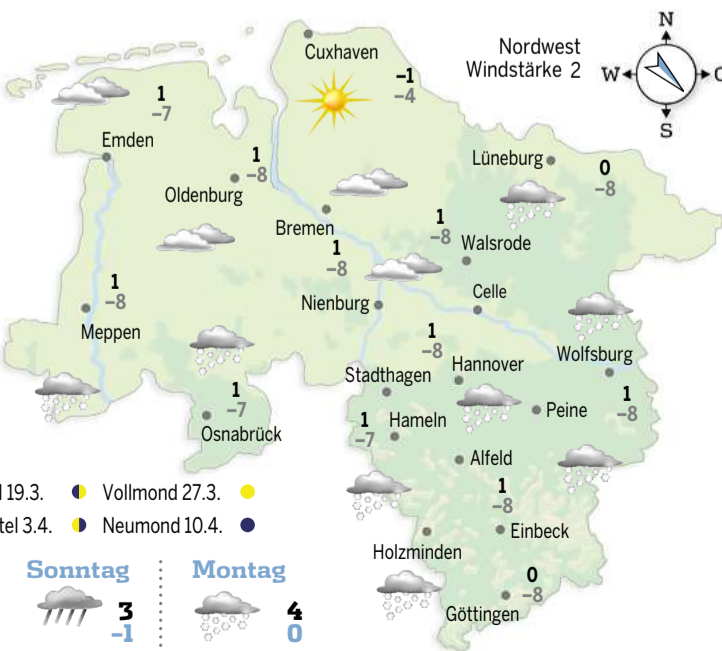 N
Nordwest
Windstärke 2
W
O
S
Cuxhaven
-1
-4
1
-7
Emden
1
-8
Oldenburg
Lüneburg
0
-8
Bremen
1
-8
1
-8
Walsrode
1
-8
Meppen
Nienburg
Celle
1
-8
Wolfsburg
1
-8
Stadthagen
Hannover
1
-7
Osnabrück
1
-7
Hameln
Peine
Alfeld
1
-8
Einbeck
Holzminden
0
-8
Göttingen
19.3.
Vollmond 27.3.
tel 3.4.
Neumond 10.4.
Sonntag
3
-1
Montag
4
0